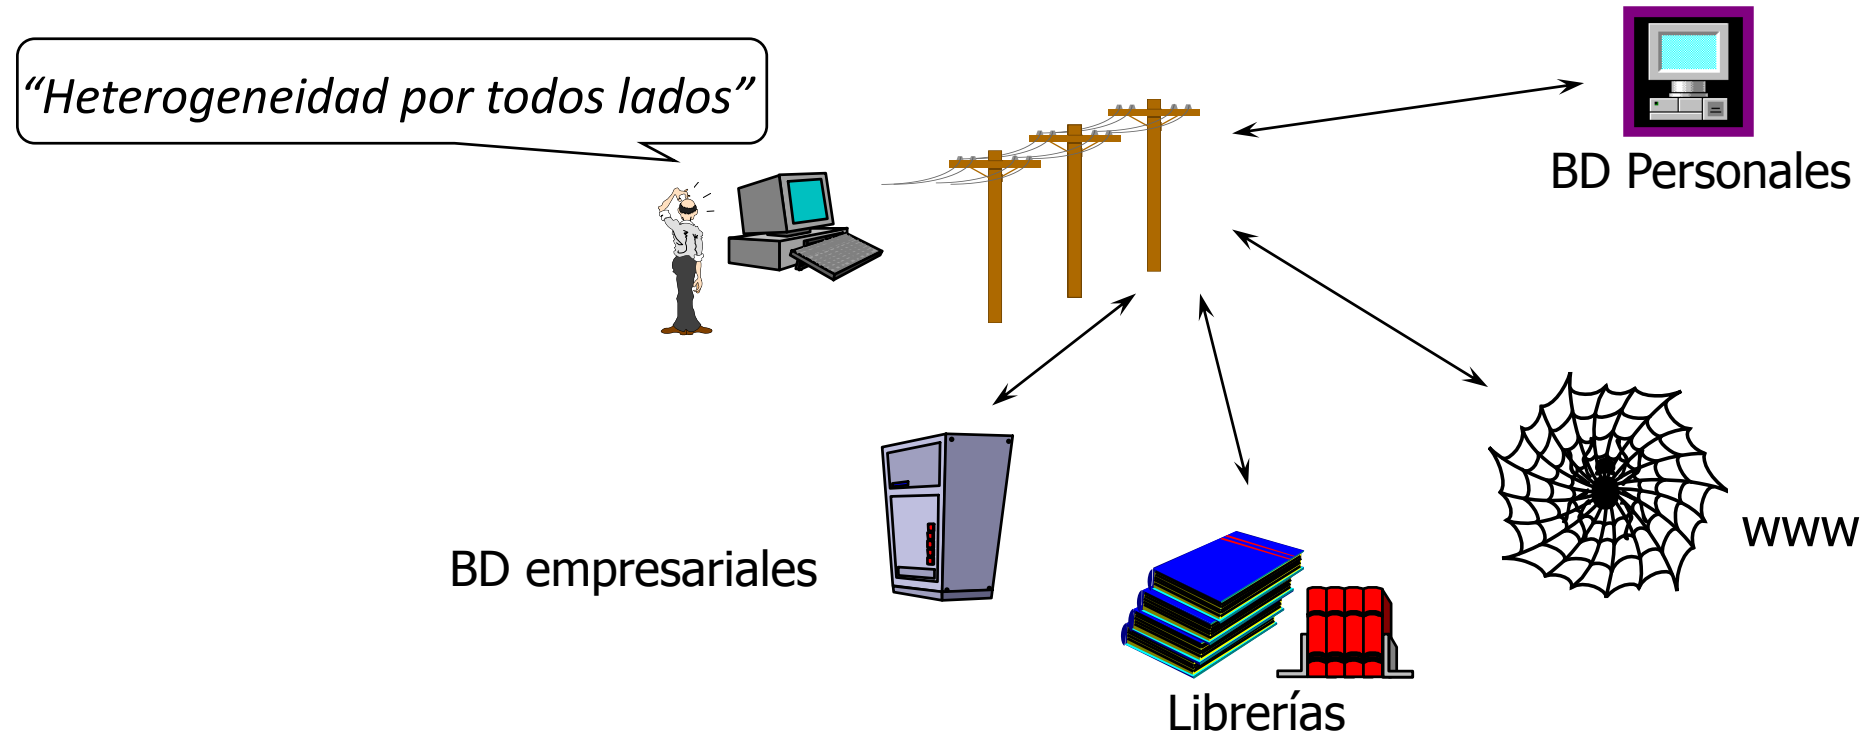 “Heterogeneidad por todos lados”
BD Personales
BD empresariales
www
Librerías